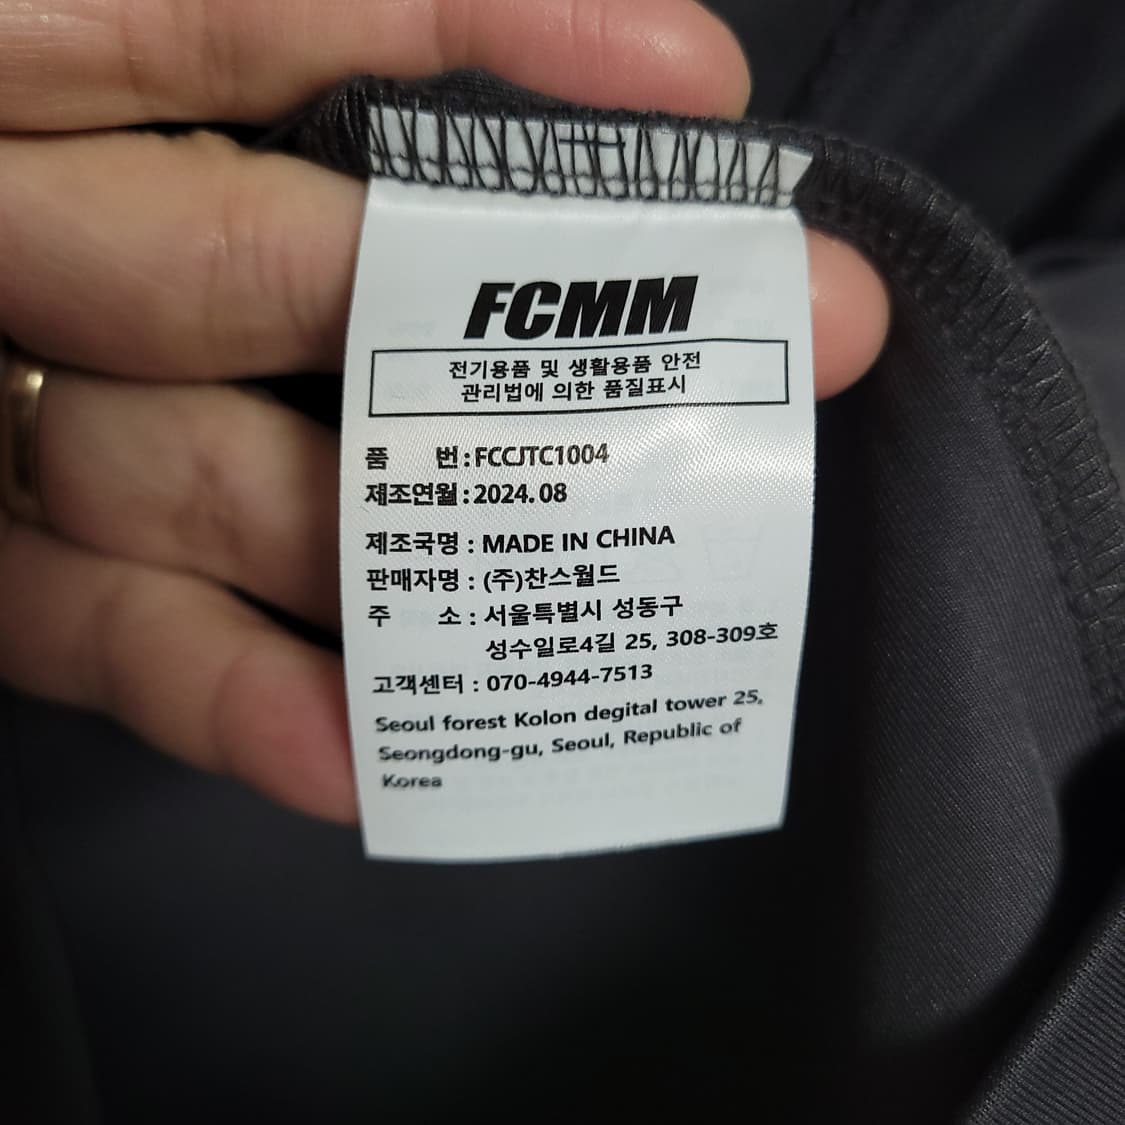 FCMM
전기용품 및 생활용품 안전
관리법에 의한 품질표시
품 번:FCCJTC1004
제조연월:2024.08
제조국명 : MADE IN CHINA
판매자명 : (주)찬스월드
주 소 : 서울특별시 성동구
성수일로4길 25, 308-309호
고객센터 : 070-4944-7513
Seoul forest Kolon degital tower 25,
Seongdong-gu, Seoul, Republic of
Korea